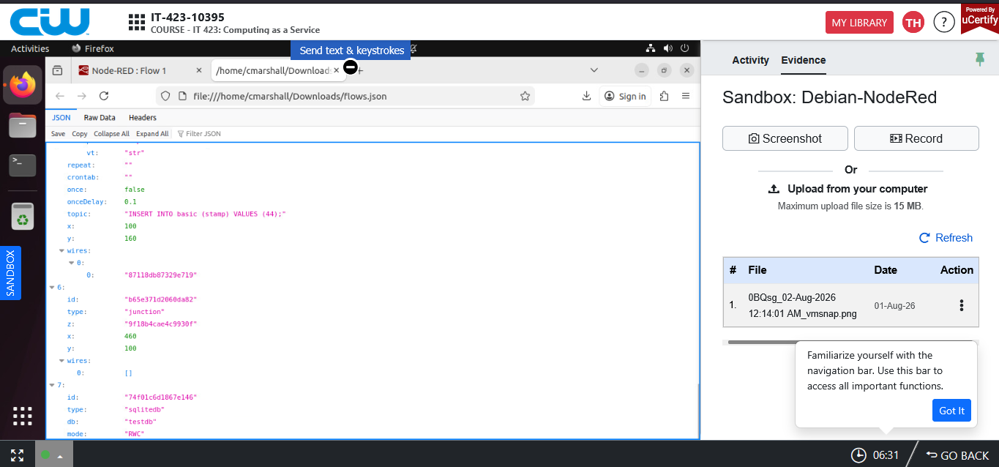 CIW
IT-423-10395
COURSE - IT 423: Computing as a Service
MY LIBRARY
TH
?
Powered By
uCertify
Activities
Firefox
Send text & keystrokes
Node-RED : Flow 1
/home/cmarshall/Download
file:///home/cmarshall/Downloads/flows.json
Sign in
JSON
Raw Data
Headers
Save
Copy
Collapse All
Expand All
Filter JSON
vt: "str"
repeat: ""
crontab: ""
once: false
onceDelay: 0.1
topic: "INSERT INTO basic (stamp) VALUES (44);"
x: 100
y: 160
wires:
0:
0: "87118db87329e719"
6:
id: "b65e371d2060da82"
type: "junction"
z: "9f18b4cae4c9930f"
x: 460
y: 100
wires:
0: []
7:
id: "74f01c6d1867e146"
type: "sqlitedb"
db: "testdb"
mode: "RWC"
SANDBOX
Activity
Evidence
Sandbox: Debian-NodeRed
Screenshot
Record
Or
Upload from your computer
Maximum upload file size is 15 MB.
Refresh
# File Date Action
1. 0BQsg_02-Aug-2026
12:14:01 AM_vmsnap.png
01-Aug-26
Familiarize yourself with the
navigation bar. Use this bar to
access all important functions.
Got It
06:31
GO BACK